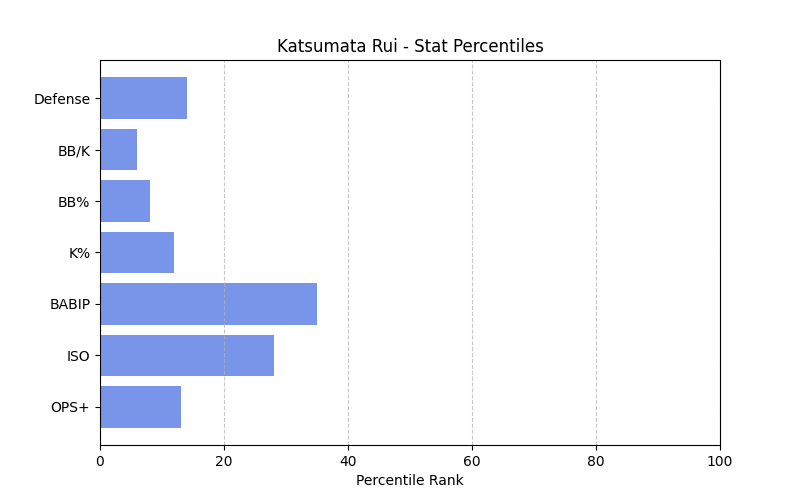 Katsumata Rui - Stat Percentiles
Defense
BB/K
BB%
K%
BABIP
ISO
OPS+
0 20 40 60 80 100
Percentile Rank